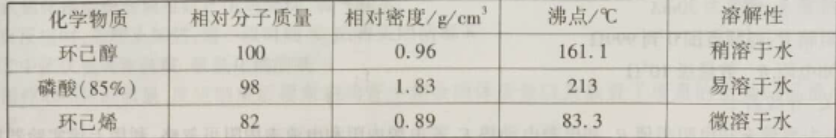 化学物质 相对分子质量 相对密度/g/cm³ 沸点/℃ 溶解性
环己醇 100 0.96 161.1 稍溶于水
磷酸(85%) 98 1.83 213 易溶于水
环己烯 82 0.89 83.3 微溶于水